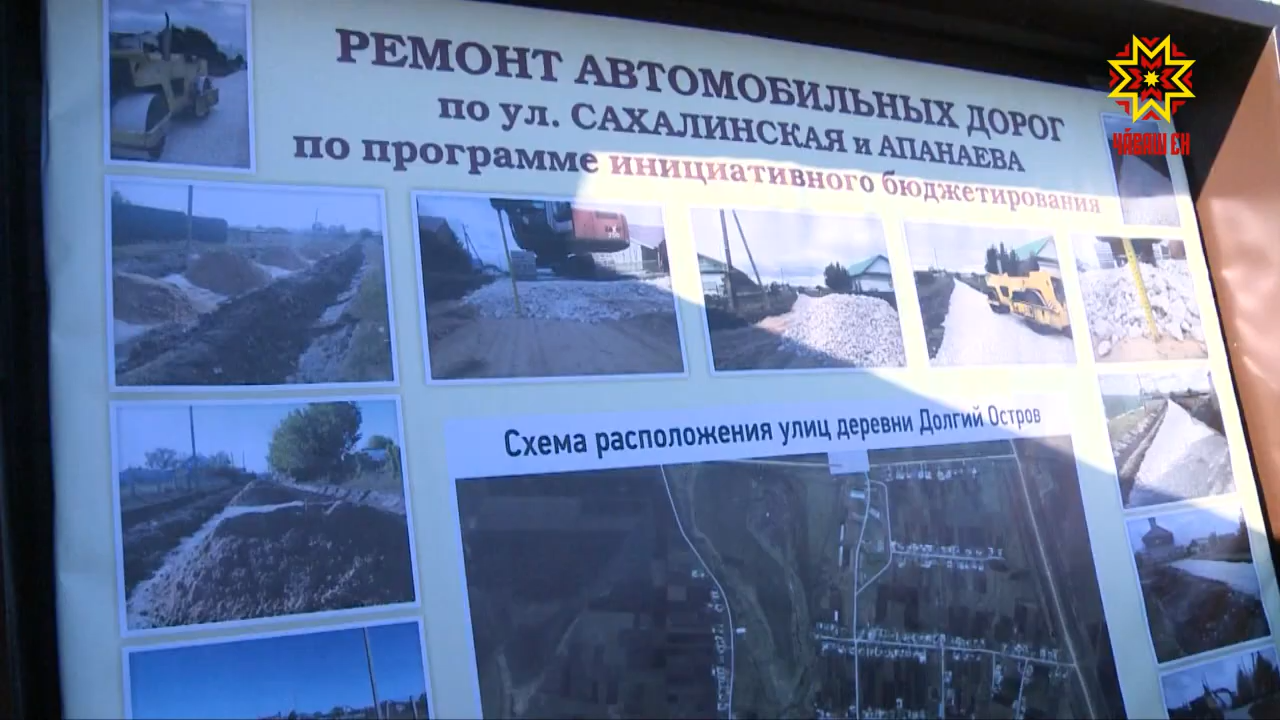 РЕМОНТ АВТОМОБИЛЬНЫХ ДОРОГ
по ул. САХАЛИНСКАЯ и АПАНАЕВА
по программе инициативного бюджетирования
ЧӐВАШ ЕН
Схема расположения улиц деревни Долгий Остров